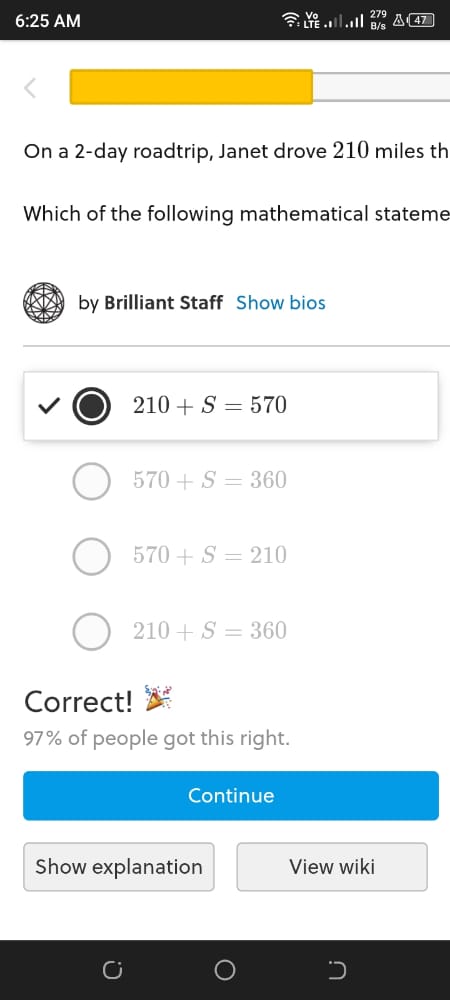 6:25 AM Vo LTE 279 B/s 47
On a 2-day roadtrip, Janet drove 210 miles th
Which of the following mathematical stateme
by Brilliant Staff Show bios
210 + S = 570
570 + S = 360
570 + S = 210
210 + S = 360
Correct! 🎉
97% of people got this right.
Continue
Show explanation View wiki